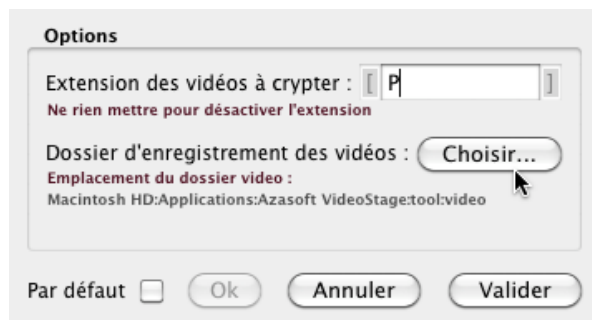 Options
Extension des vidéos à crypter : [ P ]
Ne rien mettre pour désactiver l'extension
Dossier d'enregistrement des vidéos : Choisir...
Emplacement du dossier video :
Macintosh HD:Applications:Azasoft VideoStage:tool:video
Par défaut Ok Annuler Valider